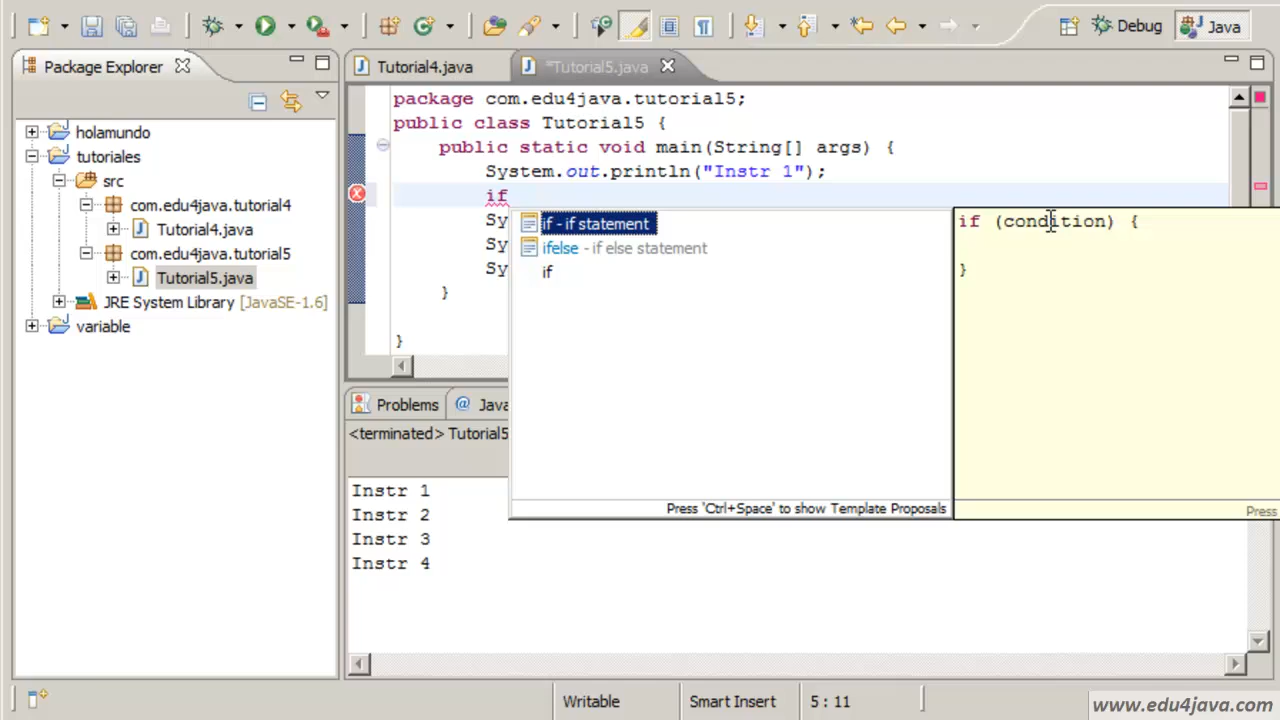 Debug
Java
Package Explorer
Tutorial4.java
*Tutorial5.java
holamundo
tutoriales
src
com.edu4java.tutorial4
Tutorial4.java
com.edu4java.tutorial5
Tutorial5.java
JRE System Library [JavaSE-1.6]
variable
package com.edu4java.tutorial5;
public class Tutorial5 {
public static void main(String[] args) {
System.out.println("Instr 1");
if
Sy
Sy
Sy
}
}
if - if statement
ifelse - if else statement
if
Press 'Ctrl+Space' to show Template Proposals
if (condition) {
}
Press
Problems
@ Java
<terminated> Tutorial5
Instr 1
Instr 2
Instr 3
Instr 4
Writable
Smart Insert
5 : 11
www.edu4java.com